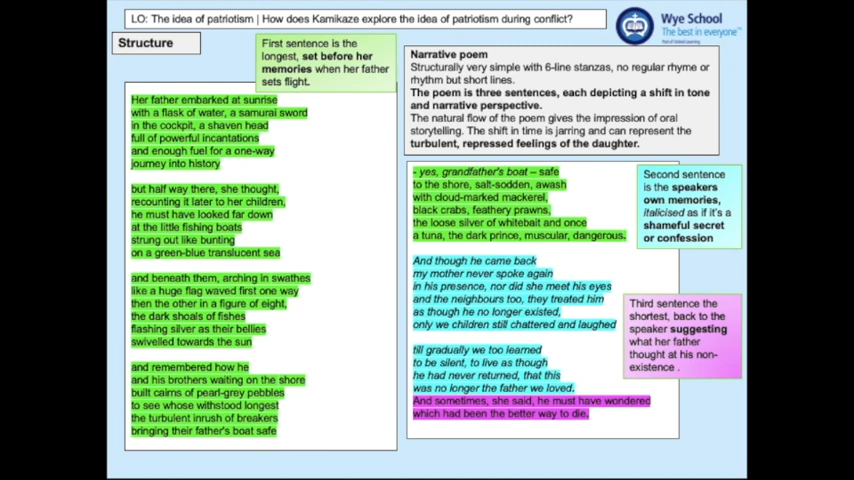 LO: The idea of patriotism | How does Kamikaze explore the idea of patriotism during conflict?
Wye School
The best in everyone™
Part of United Learning
Structure
First sentence is the
longest, set before her
memories when her father
sets flight.
Narrative poem
Structurally very simple with 6-line stanzas, no regular rhyme or
rhythm but short lines.
The poem is three sentences, each depicting a shift in tone
and narrative perspective.
The natural flow of the poem gives the impression of oral
storytelling. The shift in time is jarring and can represent the
turbulent, repressed feelings of the daughter.
Her father embarked at sunrise
with a flask of water, a samurai sword
in the cockpit, a shaven head
full of powerful incantations
and enough fuel for a one-way
journey into history
but half way there, she thought,
recounting it later to her children,
he must have looked far down
at the little fishing boats
strung out like bunting
on a green-blue translucent sea
and beneath them, arching in swathes
like a huge flag waved first one way
then the other in a figure of eight,
the dark shoals of fishes
flashing silver as their bellies
swivelled towards the sun
and remembered how he
and his brothers waiting on the shore
built cairns of pearl-grey pebbles
to see whose withstood longest
the turbulent inrush of breakers
bringing their father's boat safe
- yes, grandfather's boat – safe
to the shore, salt-sodden, awash
with cloud-marked mackerel,
black crabs, feathery prawns,
the loose silver of whitebait and once
a tuna, the dark prince, muscular, dangerous.
And though he came back
my mother never spoke again
in his presence, nor did she meet his eyes
and the neighbours too, they treated him
as though he no longer existed,
only we children still chattered and laughed
till gradually we too learned
to be silent, to live as though
he had never returned, that this
was no longer the father we loved.
And sometimes, she said, he must have wondered
which had been the better way to die.
Second sentence
is the speakers
own memories,
italicised as if it's a
shameful secret
or confession
Third sentence the
shortest, back to the
speaker suggesting
what her father
thought at his non-
existence .